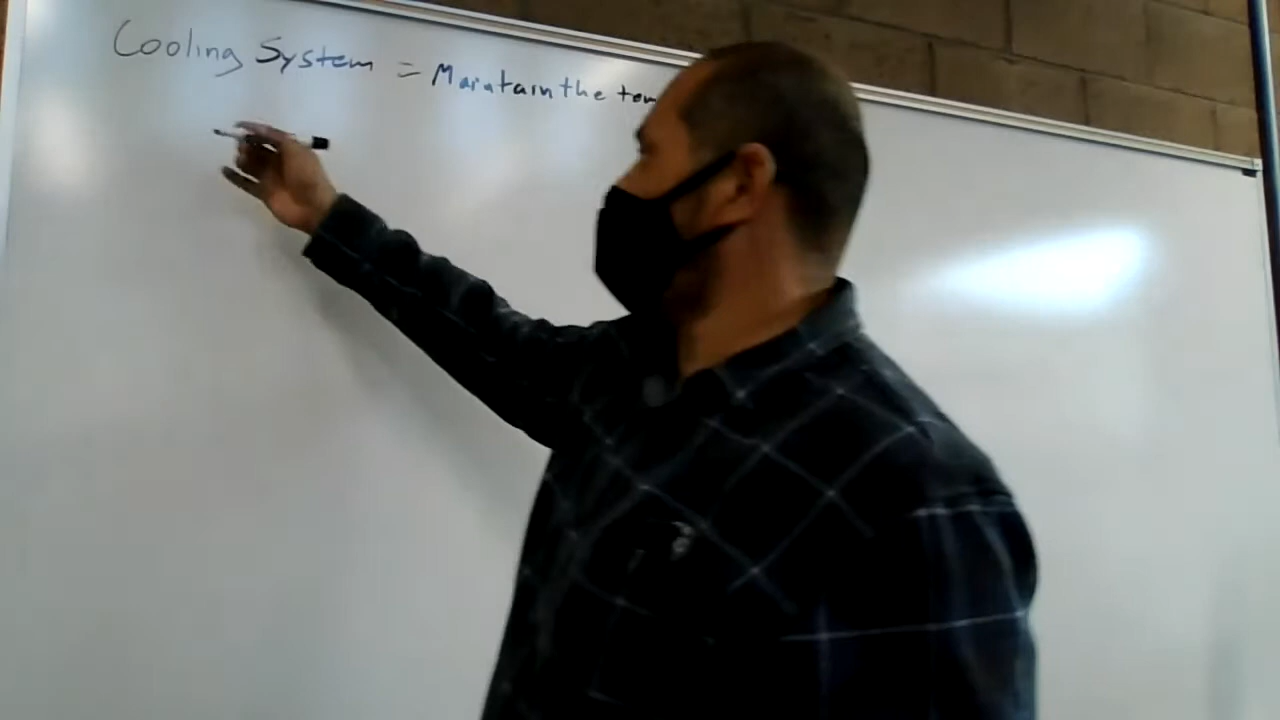 Cooling System = Maintain the tem